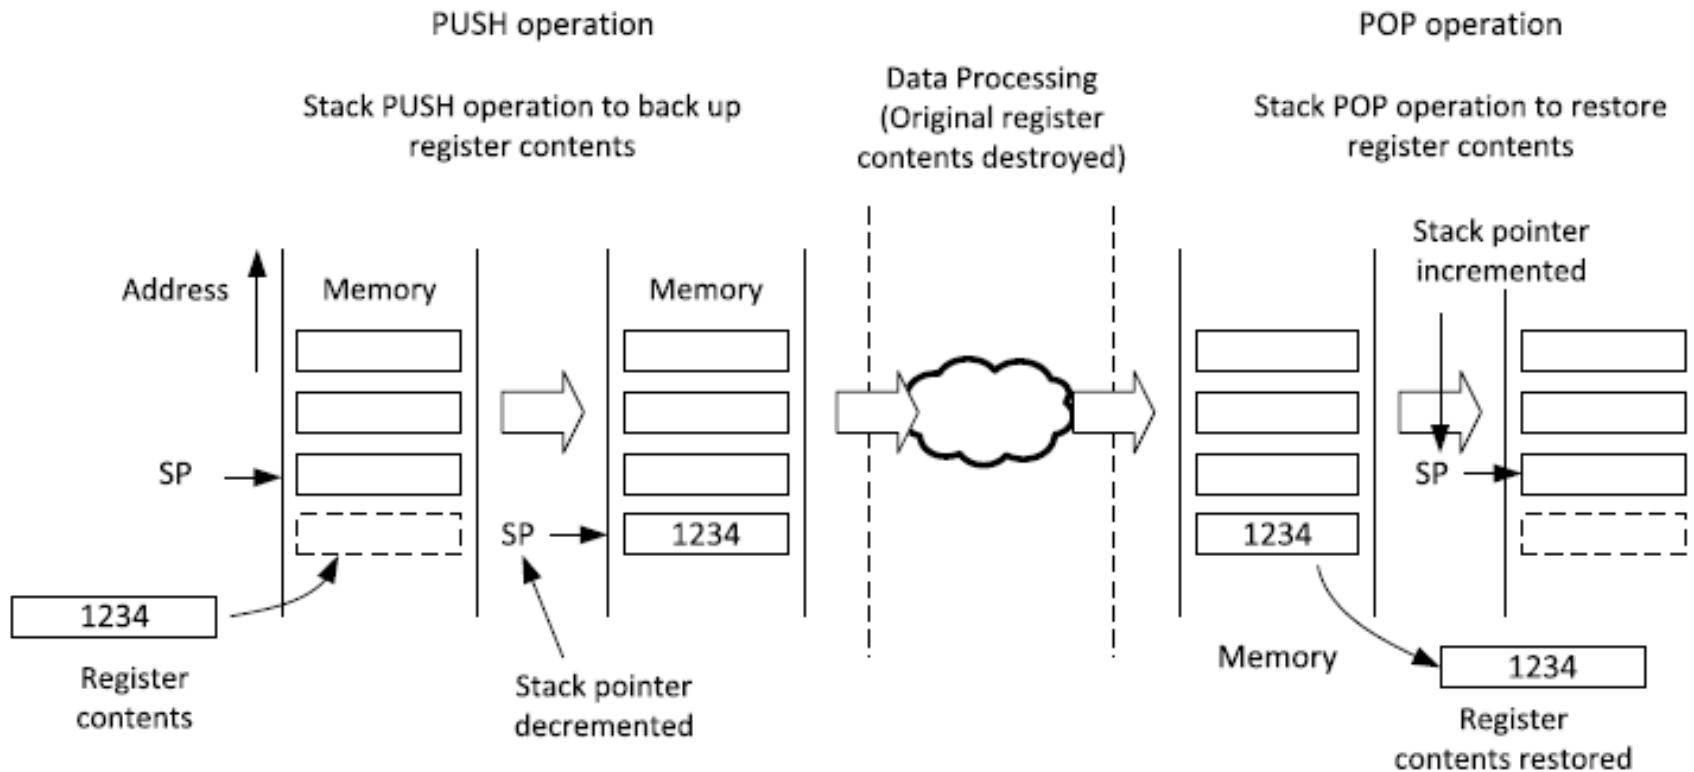 PUSH operation
Stack PUSH operation to back up
register contents
Address
Memory
SP
1234
Register
contents
SP
Stack pointer
decremented
Memory
1234
Data Processing
(Original register
contents destroyed)
POP operation
Stack POP operation to restore
register contents
Stack pointer
incremented
1234
Memory
SP
1234
Register
contents restored